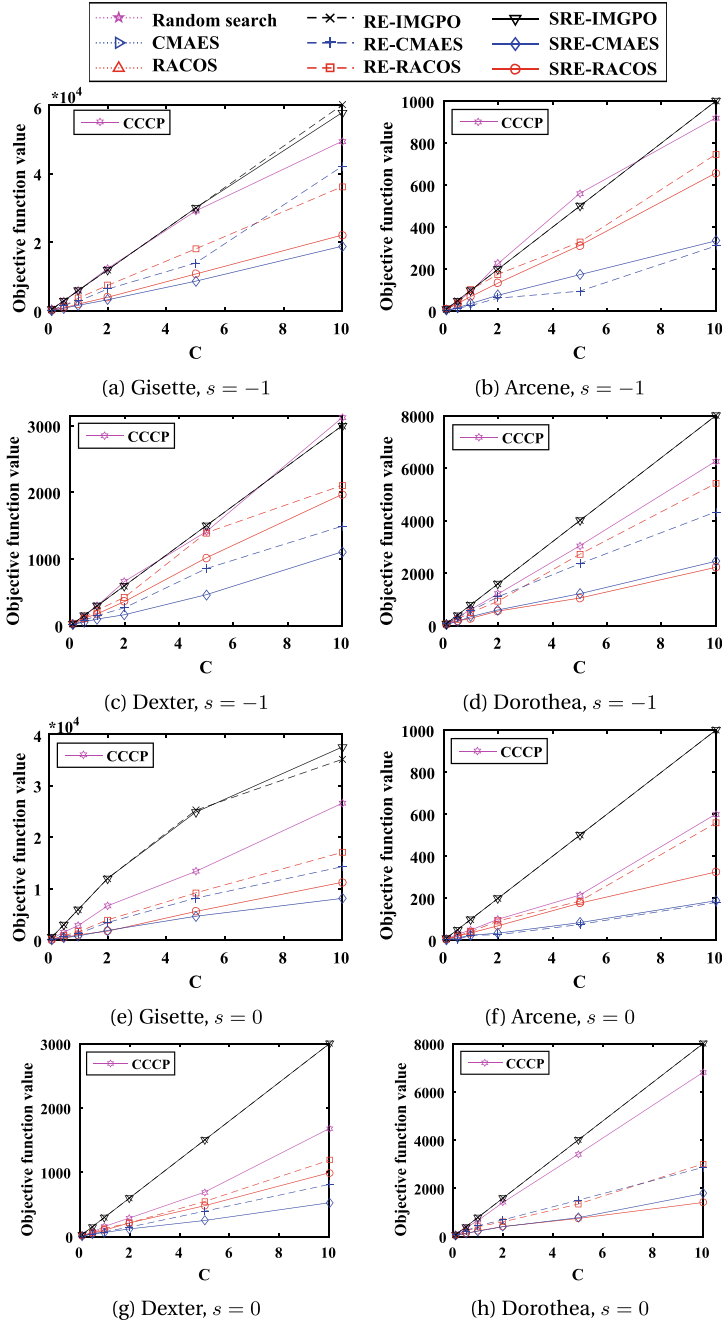 Random search RE-IMGPO SRE-IMGPO
CMAES RE-CMAES SRE-CMAES
RACOS RE-RACOS SRE-RACOS
*10^4
6
4
2
0
Objective function value
CCCP
0 2 4 6 8 10
C
(a) Gisette, s = −1
1000
800
600
400
200
0
Objective function value
CCCP
0 2 4 6 8 10
C
(b) Arcene, s = −1
3000
2000
1000
0
Objective function value
CCCP
0 2 4 6 8 10
C
(c) Dexter, s = −1
8000
6000
4000
2000
0
Objective function value
CCCP
0 2 4 6 8 10
C
(d) Dorothea, s = −1
*10^4
4
3
2
1
0
Objective function value
CCCP
0 2 4 6 8 10
C
(e) Gisette, s = 0
1000
800
600
400
200
0
Objective function value
CCCP
0 2 4 6 8 10
C
(f) Arcene, s = 0
3000
2000
1000
0
Objective function value
CCCP
0 2 4 6 8 10
C
(g) Dexter, s = 0
8000
6000
4000
2000
0
Objective function value
CCCP
0 2 4 6 8 10
C
(h) Dorothea, s = 0